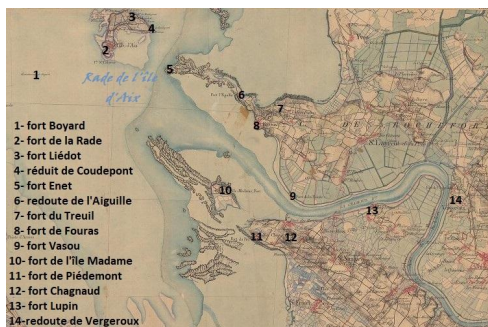 3
4
2
1
Rade de l'île
d'Aix
5
6
7
8
9
10
11
12
13
14
1- fort Boyard
2- fort de la Rade
3- fort Liédot
4- réduit de Coudepont
5- fort Enet
6- redoute de l'Aiguille
7- fort du Treuil
8- fort de Fouras
9- fort Vasou
10- fort de l'île Madame
11- fort de Piédemont
12- fort Chagnaud
13- fort Lupin
14-redoute de Vergeroux